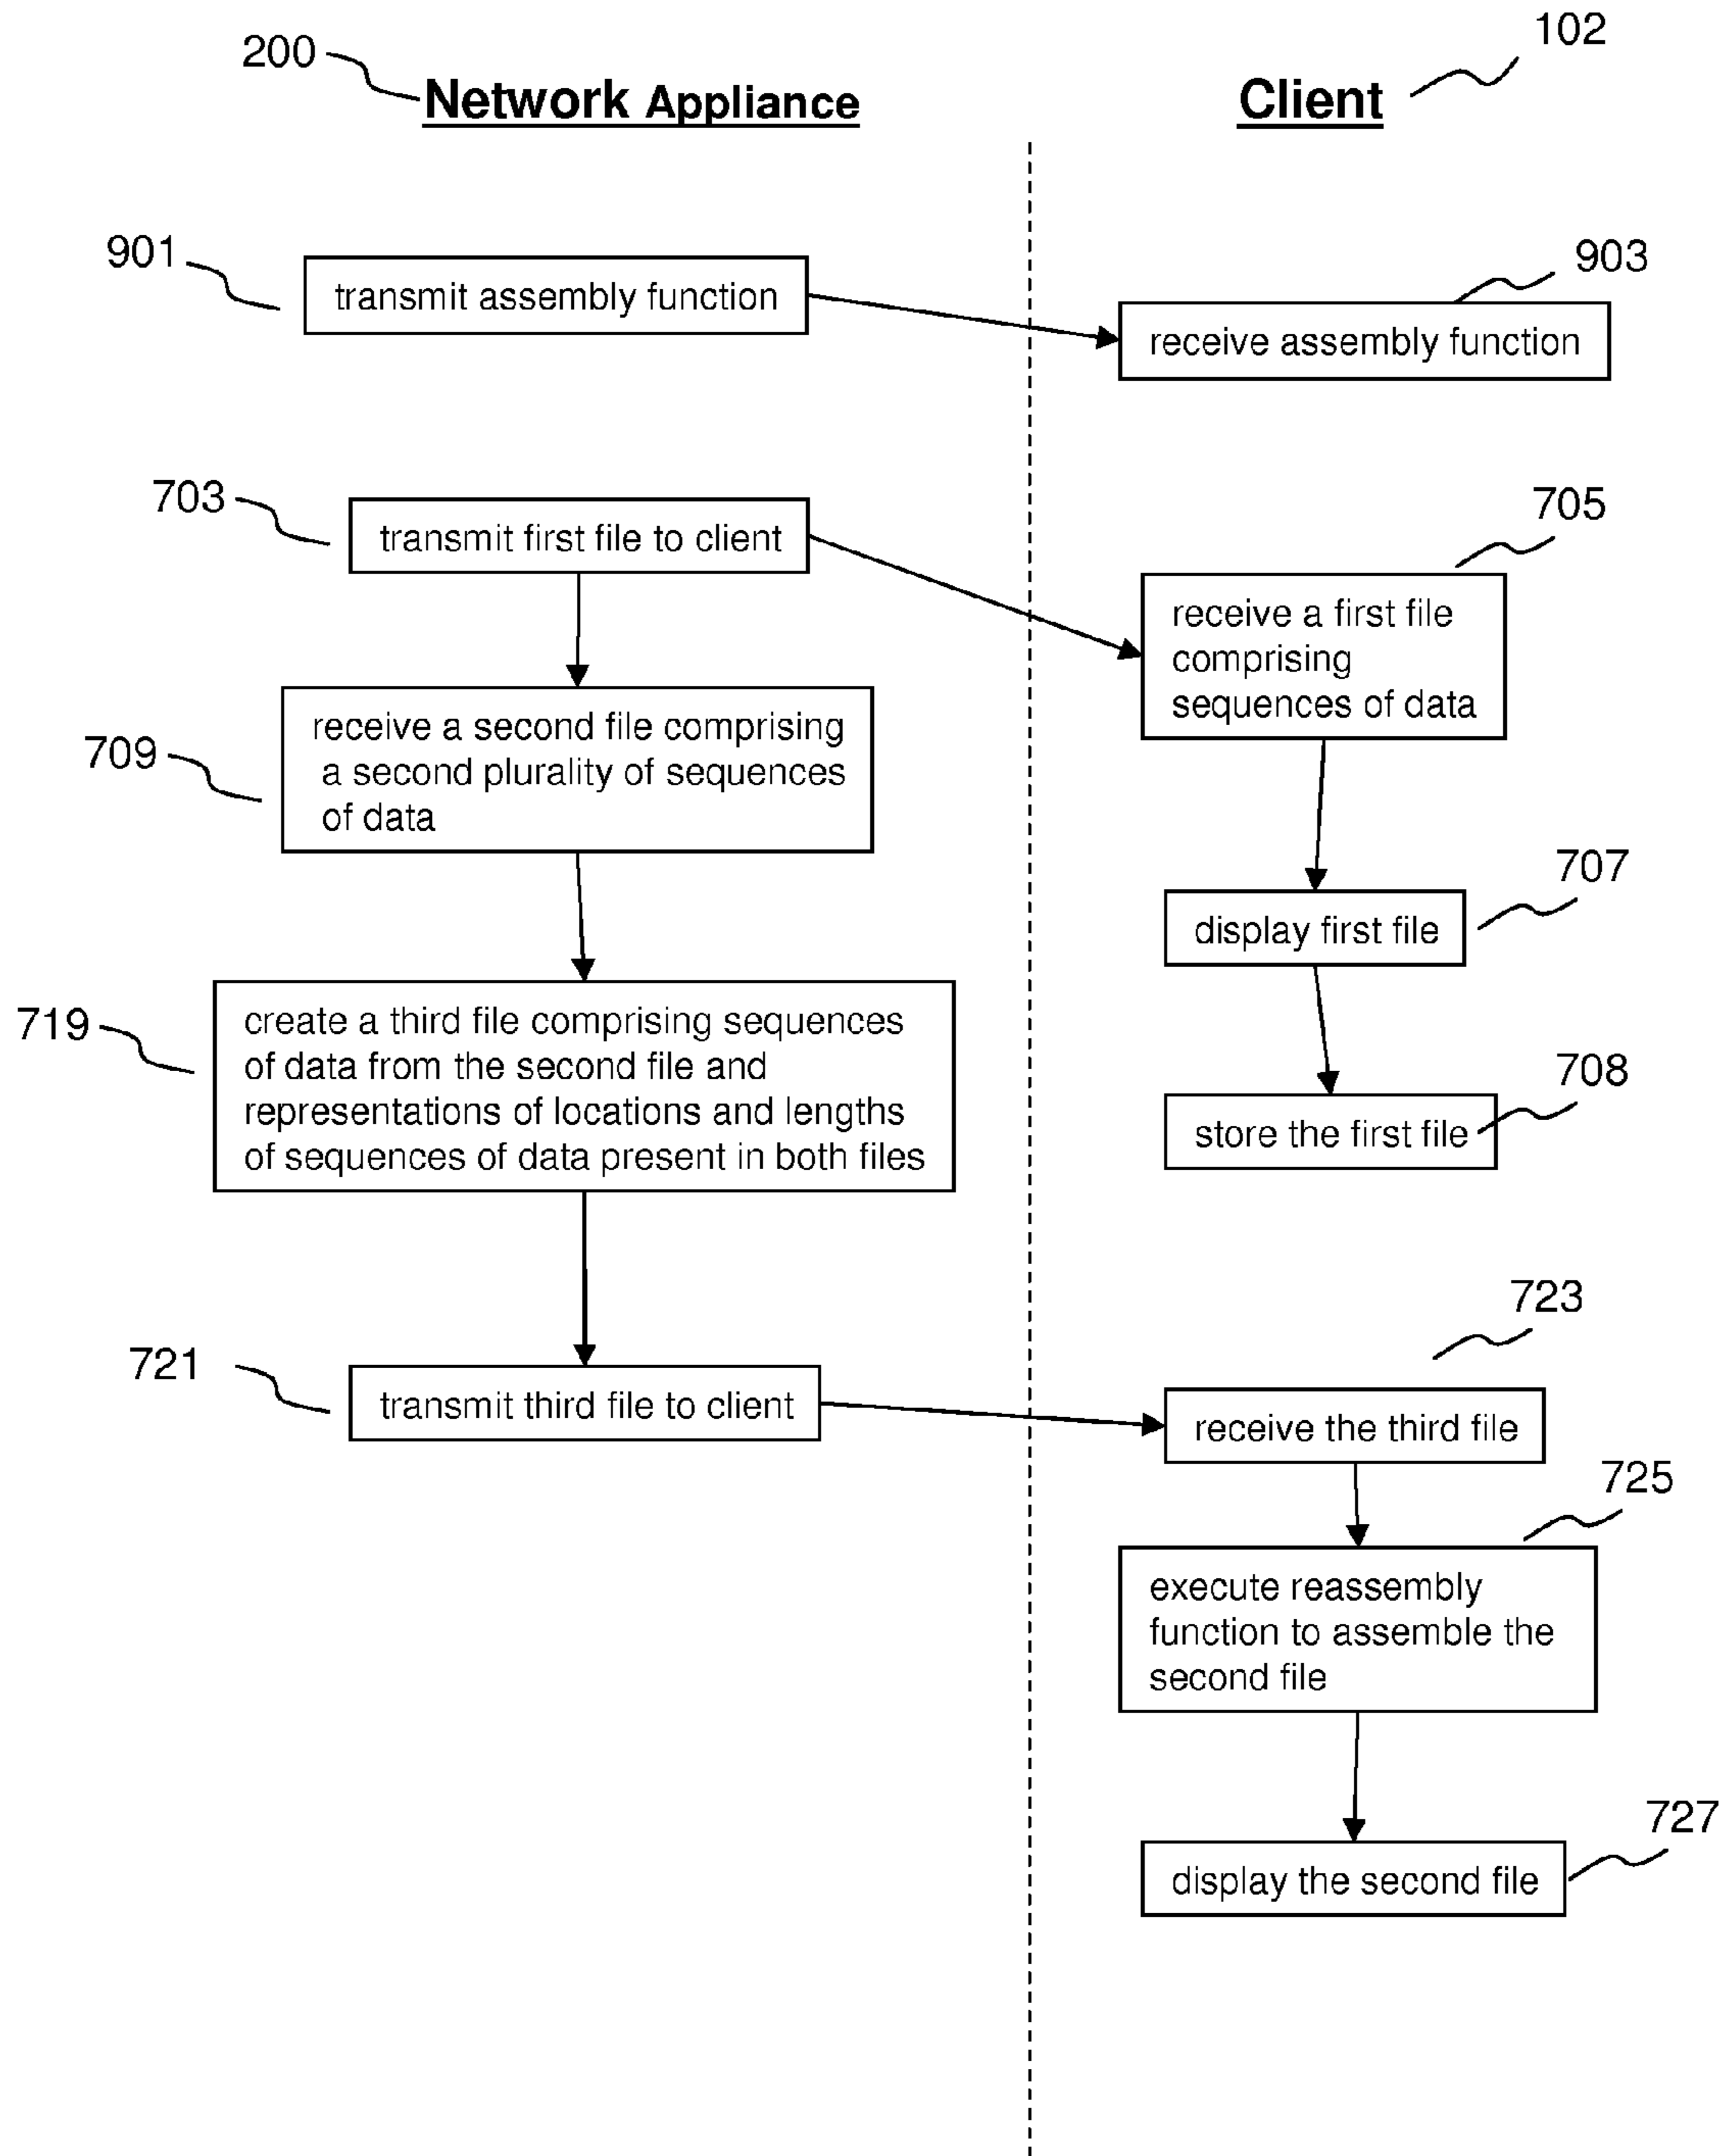 200
Network Appliance
102
Client
901
transmit assembly function
903
receive assembly function
703
transmit first file to client
705
receive a first file
comprising
sequences of data
709
receive a second file comprising
a second plurality of sequences
of data
707
display first file
719
create a third file comprising sequences
of data from the second file and
representations of locations and lengths
of sequences of data present in both files
708
store the first file
721
transmit third file to client
723
receive the third file
725
execute reassembly
function to assemble the
second file
727
display the second file